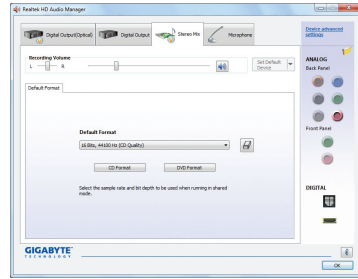 Realtek HD Audio Manager
Digital Output(Optical)
Digital Output
Stereo Mix
Microphone
Device advanced
settings
Recording Volume
L
R
Set Default
Device
ANALOG
Back Panel
Default Format
Default Format
16 Bits, 44100 Hz (CD Quality)
CD Format
DVD Format
Select the sample rate and bit depth to be used when running in shared
mode.
Front Panel
DIGITAL
GIGABYTE
TECHNOLOGY
i
OK